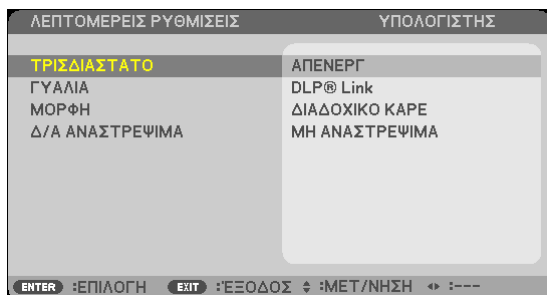 ΛΕΠΤΟΜΕΡΕΙΣ ΡΥΘΜΙΣΕΙΣ ΥΠΟΛΟΓΙΣΤΗΣ
ΤΡΙΣΔΙΑΣΤΑΤΟ ΑΠΕΝΕΡΓ
ΓΥΑΛΙΑ DLP® Link
ΜΟΡΦΗ ΔΙΑΔΟΧΙΚΟ ΚΑΡΕ
Δ/Α ΑΝΑΣΤΡΕΨΙΜΑ ΜΗ ΑΝΑΣΤΡΕΨΙΜΑ
ENTER :ΕΠΙΛΟΓΗ EXIT :ΈΞΟΔΟΣ :ΜΕΤ/ΝΗΣΗ :---